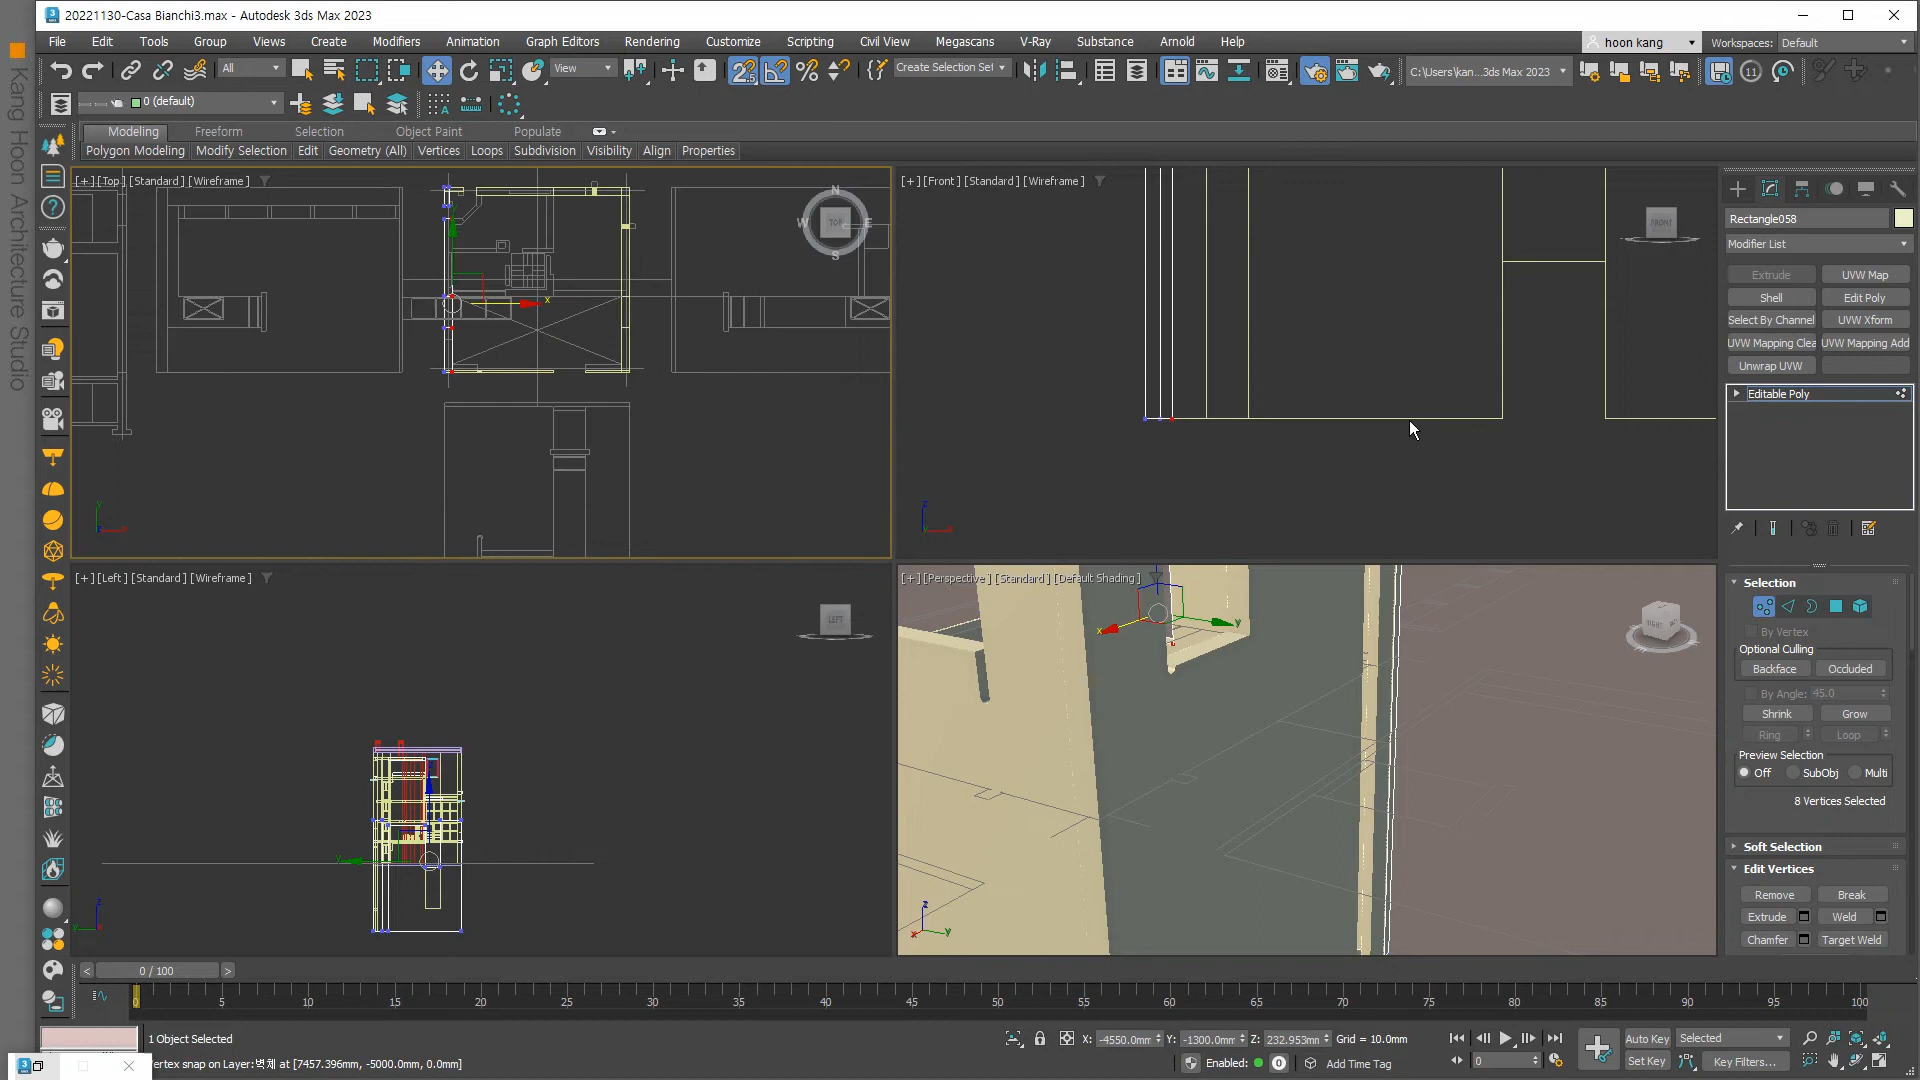 20221130-Casa Bianchi3.max - Autodesk 3ds Max 2023
File Edit Tools Group Views Create Modifiers Animation Graph Editors Rendering Customize Scripting Civil View Megascans V-Ray Substance Arnold Help
hoon kang Workspaces: Default
All View Create Selection Set C:\Users\kan...3ds Max 2023 11
0 (default)
Modeling Freeform Selection Object Paint Populate
Polygon Modeling Modify Selection Edit Geometry (All) Vertices Loops Subdivision Visibility Align Properties
Kang Hoon Architecture Studio
[+] [Top] [Standard] [Wireframe]
N
W TOP E
S
x
[+] [Front] [Standard] [Wireframe]
FRONT
[+] [Left] [Standard] [Wireframe]
LEFT
[+] [Perspective] [Standard] [Default Shading]
x y
RIGHT
z
x y
Rectangle058
Modifier List
Extrude UVW Map
Shell Edit Poly
Select By Channel UVW Xform
UVW Mapping Clea UVW Mapping Add
Unwrap UVW
Editable Poly
Selection
By Vertex
Optional Culling
Backface Occluded
By Angle: 45.0
Shrink Grow
Ring Loop
Preview Selection
Off SubObj Multi
8 Vertices Selected
Soft Selection
Edit Vertices
Remove Break
Extrude Weld
Chamfer Target Weld
< 0 / 100 >
0 5 10 15 20 25 30 35 40 45 50 55 60 65 70 75 80 85 90 95 100
1 Object Selected
X: -4550.0mm Y: -1300.0mm Z: 232.953mm Grid = 10.0mm
Auto Key Selected
ertex snap on Layer:벽체 at [7457.396mm, -5000.0mm, 0.0mm]
Enabled: 0 Add Time Tag
0 Set Key Key Filters...